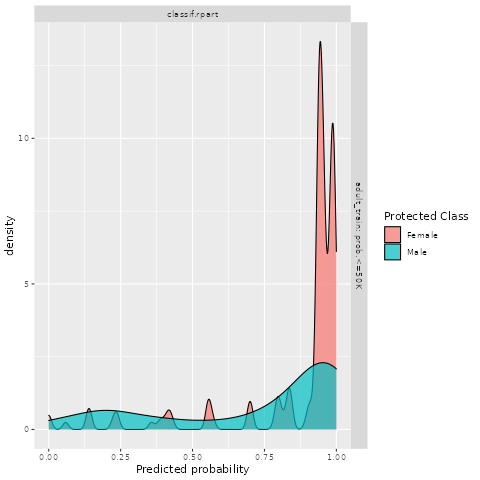 classif.rpart
10
5
0
density
0.00 0.25 0.50 0.75 1.00
Predicted probability
adult_train: prob.<=50K
Protected Class
Female
Male